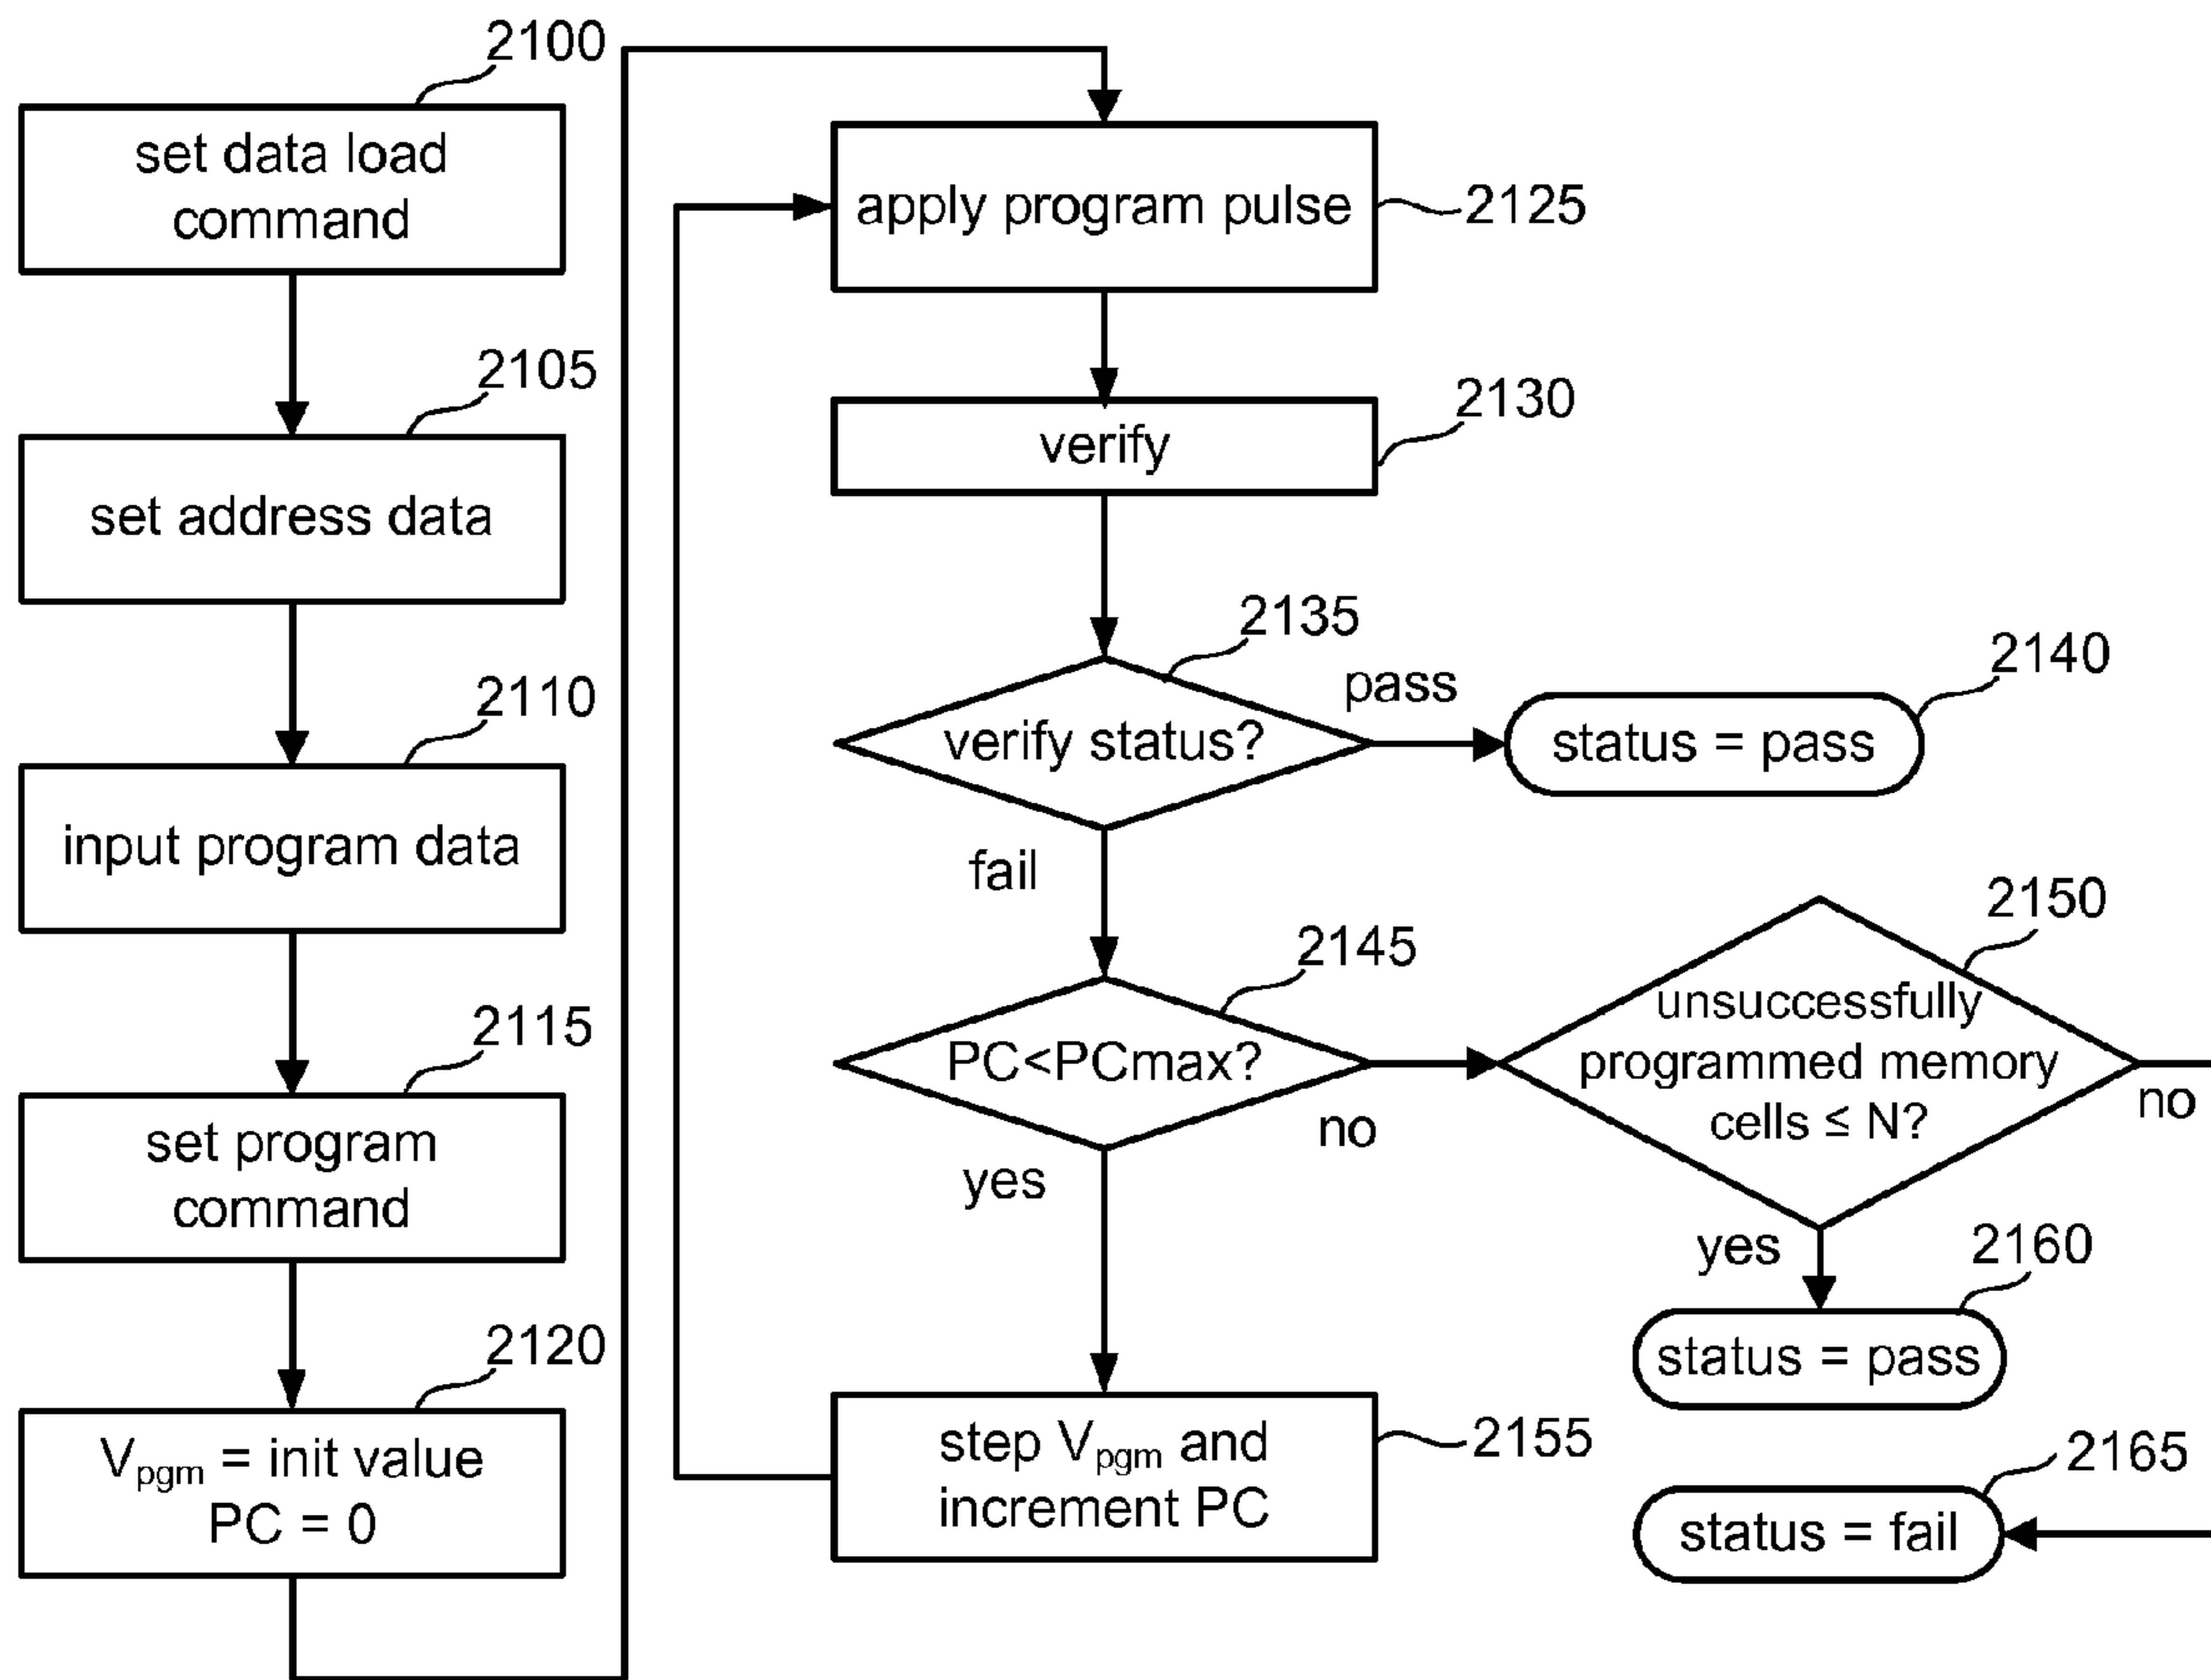 2100
set data load
command
2105
set address data
2110
input program data
2115
set program
command
2120
Vpgm = init value
PC = 0
apply program pulse
2125
2130
verify
2135
verify status?
pass
2140
status = pass
fail
2145
PC<PCmax?
no
yes
2150
unsuccessfully
programmed memory
cells ≤ N?
no
yes
2160
status = pass
step Vpgm and
increment PC
2155
2165
status = fail